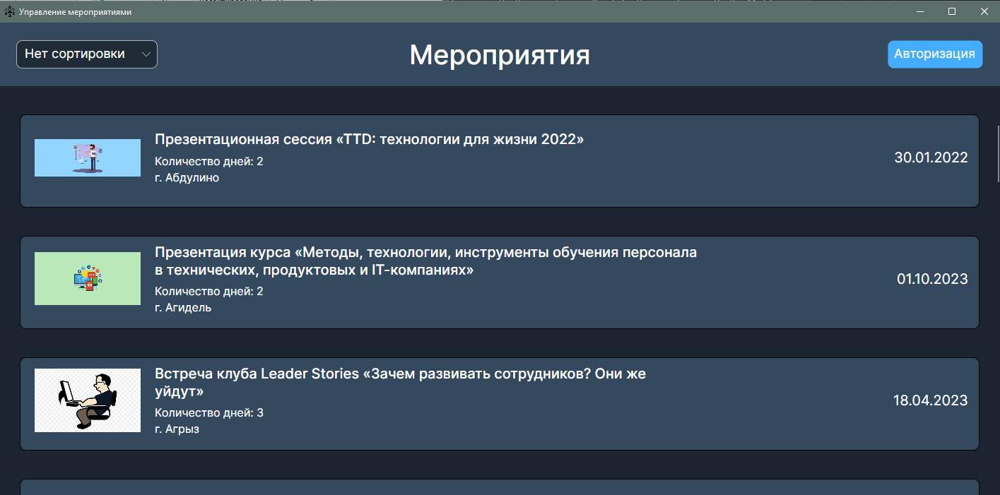 Управление мероприятиями
Нет сортировки
Мероприятия
Авторизация
Презентационная сессия «TTD: технологии для жизни 2022»
Количество дней: 2
г. Абдулино
30.01.2022
Презентация курса «Методы, технологии, инструменты обучения персонала
в технических, продуктовых и IT-компаниях»
Количество дней: 2
г. Агидель
01.10.2023
Встреча клуба Leader Stories «Зачем развивать сотрудников? Они же
уйдут»
Количество дней: 3
г. Агрыз
18.04.2023